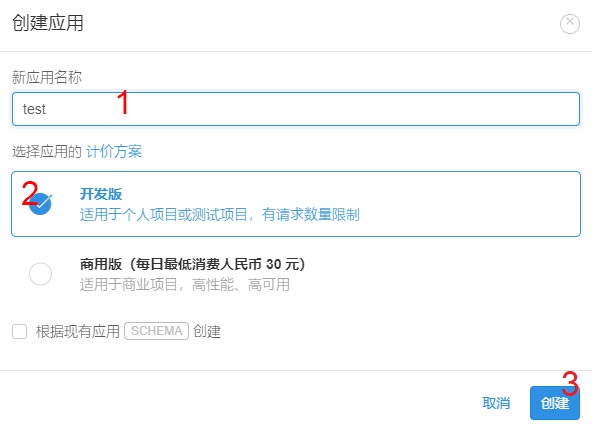 创建应用
新应用名称
test 1
选择应用的 计价方案
2 开发版
适用于个人项目或测试项目，有请求数量限制
商用版（每日最低消费人民币 30 元）
适用于商业项目，高性能、高可用
根据现有应用 SCHEMA 创建
3
取消 创建